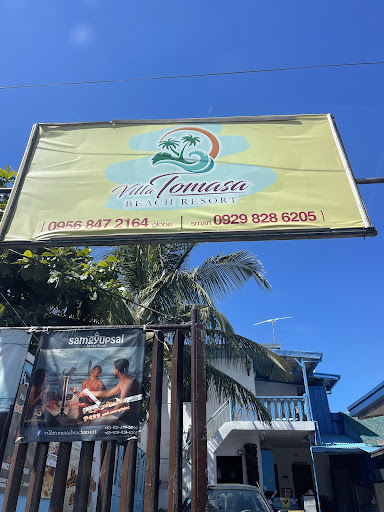 Villa Tomasa
BEACH RESORT
0956 847 2164 globe | smart 0929 828 6205
samgyupsal
villatomasabeachresort